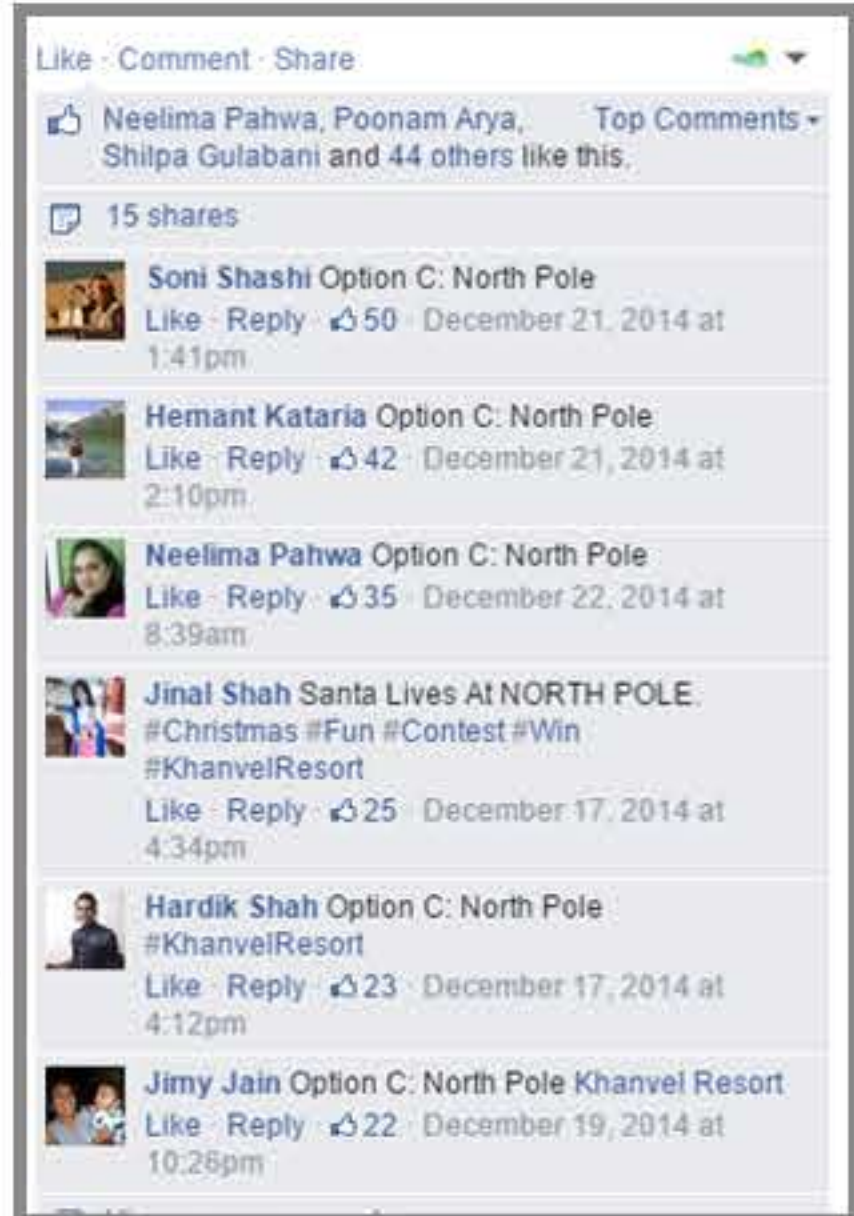 Like · Comment · Share
Neelima Pahwa, Poonam Arya, Top Comments
Shilpa Gulabani and 44 others like this.
15 shares
Soni Shashi Option C: North Pole
Like · Reply · 50 · December 21, 2014 at
1:41pm
Hemant Kataria Option C: North Pole
Like · Reply · 42 · December 21, 2014 at
2:10pm
Neelima Pahwa Option C: North Pole
Like · Reply · 35 · December 22, 2014 at
8:39am
Jinal Shah Santa Lives At NORTH POLE.
#Christmas #Fun #Contest #Win
#KhanvelResort
Like · Reply · 25 · December 17, 2014 at
4:34pm
Hardik Shah Option C: North Pole
#KhanvelResort
Like · Reply · 23 · December 17, 2014 at
4:12pm
Jimy Jain Option C: North Pole Khanvel Resort
Like · Reply · 22 · December 19, 2014 at
10:26pm